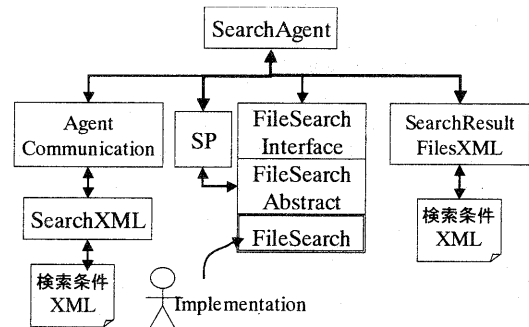 SearchAgent
Agent
Communication
SP
FileSearch
Interface
FileSearch
Abstract
FileSearch
SearchResult
FilesXML
SearchXML
検索条件
XML
検索条件
XML
Implementation